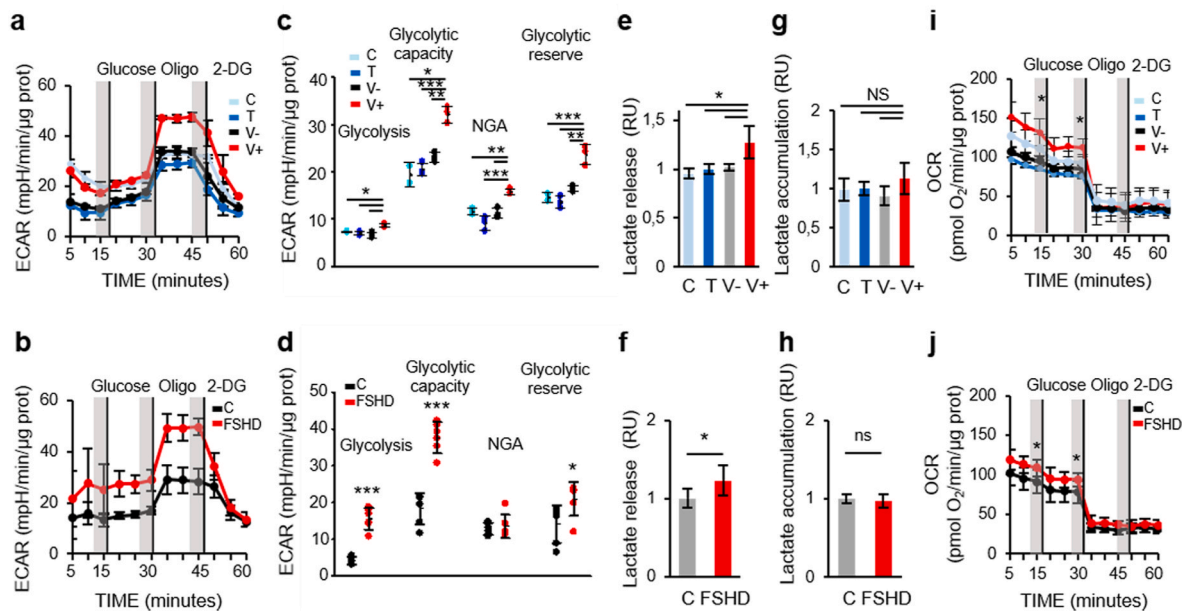 a
ECAR (mpH/min/µg prot)
60
40
20
0
Glucose Oligo 2-DG
C
T
V-
V+
5 15 30 45 60
TIME (minutes)
c
ECAR (mpH/min/µg prot)
40
30
20
10
0
C
T
V-
V+
Glycolytic
capacity
Glycolytic
reserve
Glycolysis
NGA
*
***
**
***
**
**
***
*
e
Lactate release (RU)
1,5
1
0,5
0
*
C T V- V+
g
Lactate accumulation (RU)
2
1,5
1
0,5
0
NS
C T V- V+
i
OCR
(pmol O₂/min/µg prot)
200
150
100
50
0
Glucose Oligo 2-DG
* *
C
T
V-
V+
5 15 30 45 60
TIME (minutes)
b
ECAR (mpH/min/µg prot)
60
40
20
0
Glucose Oligo 2-DG
C
FSHD
5 15 30 45 60
TIME (minutes)
d
ECAR (mpH/min/µg prot)
50
40
30
20
10
0
C
FSHD
Glycolytic
capacity
Glycolytic
reserve
Glycolysis
NGA
***
***
*
f
Lactate release (RU)
2
1
0
*
C FSHD
h
Lactate accumulation (RU)
2
1
0
ns
C FSHD
j
OCR
(pmol O₂/min/µg prot)
200
150
100
50
0
Glucose Oligo 2-DG
C
FSHD
* *
5 15 30 45 60
TIME (minutes)